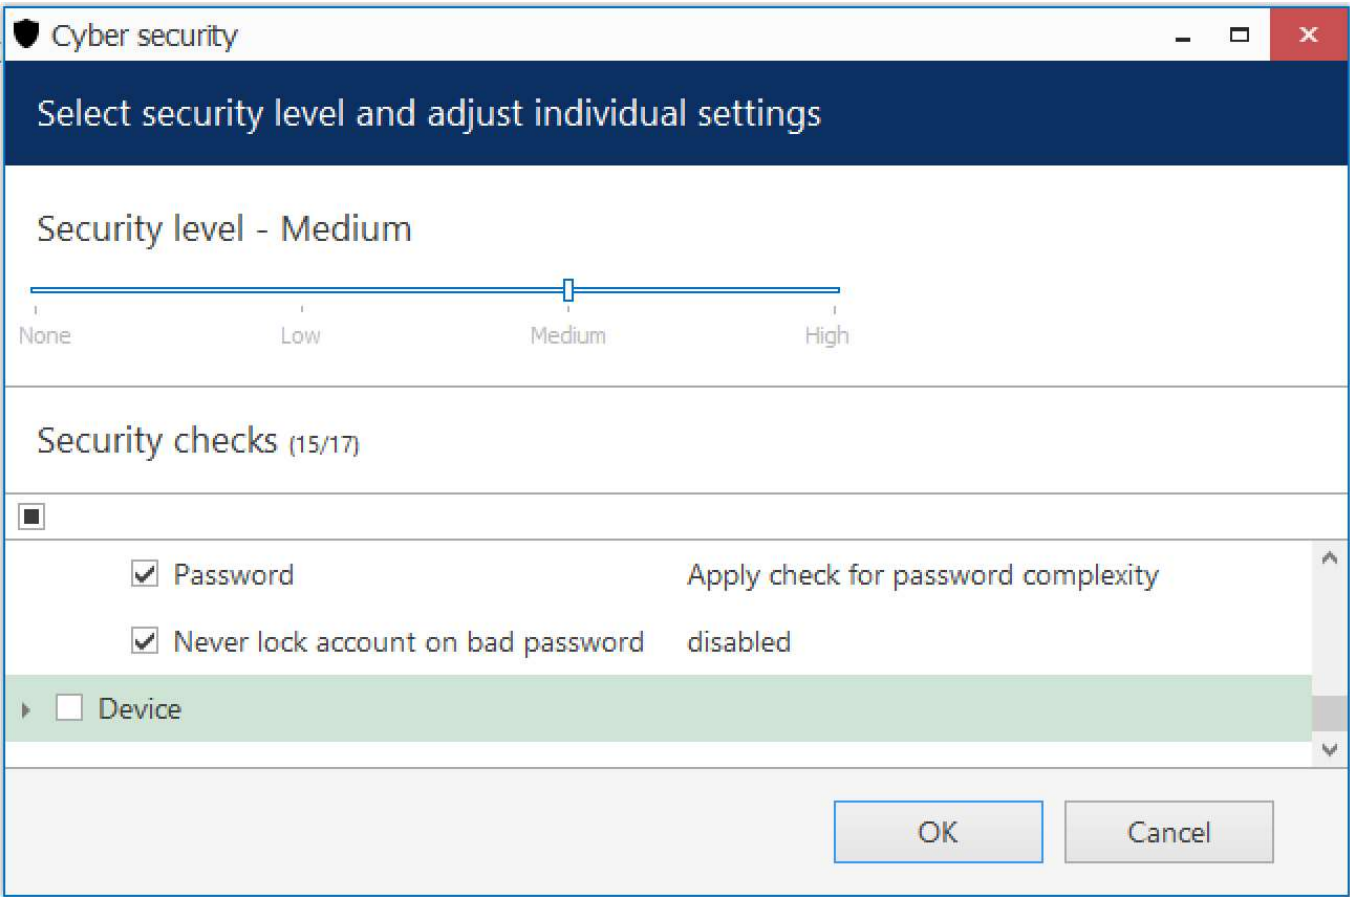 Cyber security
Select security level and adjust individual settings
Security level - Medium
None Low Medium High
Security checks (15/17)
Password Apply check for password complexity
Never lock account on bad password disabled
Device
OK Cancel